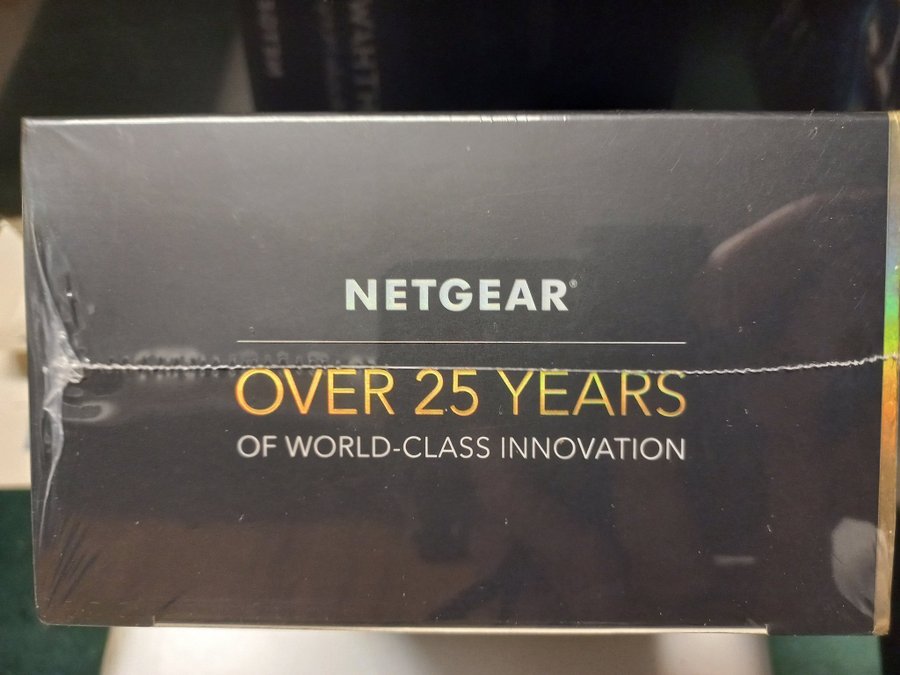 NETGEAR®
OVER 25 YEARS
OF WORLD-CLASS INNOVATION